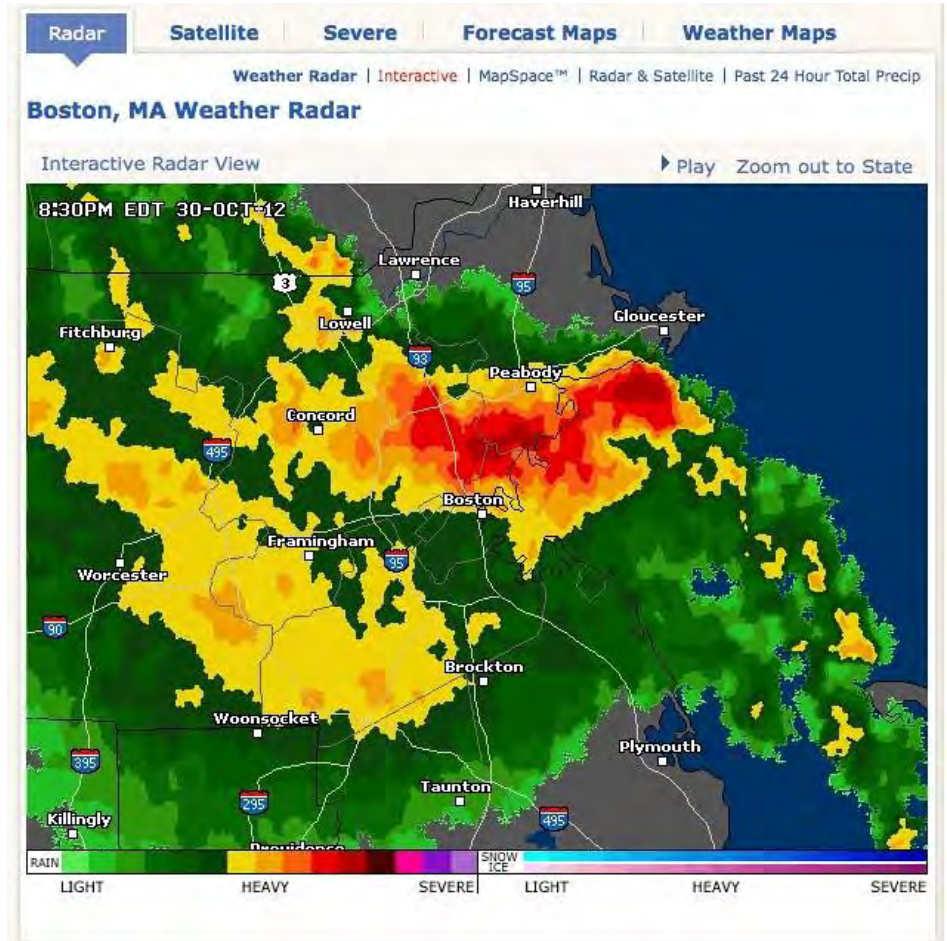 Radar Satellite Severe Forecast Maps Weather Maps
Weather Radar | Interactive | MapSpace™ | Radar & Satellite | Past 24 Hour Total Precip
Boston, MA Weather Radar
Interactive Radar View Play Zoom out to State
8:30PM EDT 30-OCT-12
Haverhill
Lawrence
3
95
Lowell
Gloucester
Fitchburg
93
Peabody
Concord
495
Boston
Framingham
95
Worcester
90
Brockton
Woonsocket
Plymouth
395
Taunton
295
495
Killingly
Providence
RAIN SNOW
ICE
LIGHT HEAVY SEVERE LIGHT HEAVY SEVERE